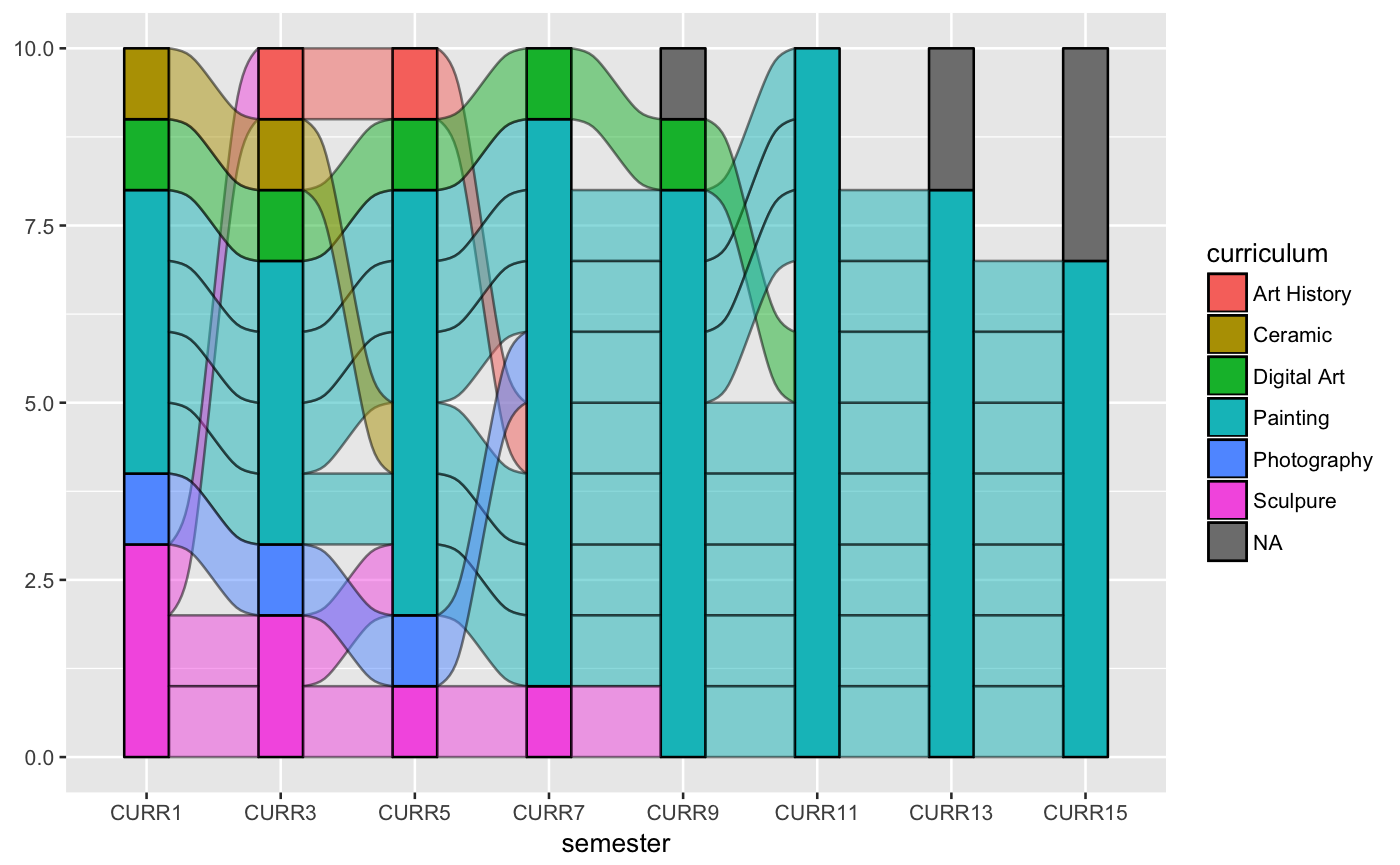 10.0
7.5
5.0
2.5
0.0
CURR1 CURR3 CURR5 CURR7 CURR9 CURR11 CURR13 CURR15
semester
curriculum
Art History
Ceramic
Digital Art
Painting
Photography
Sculpure
NA